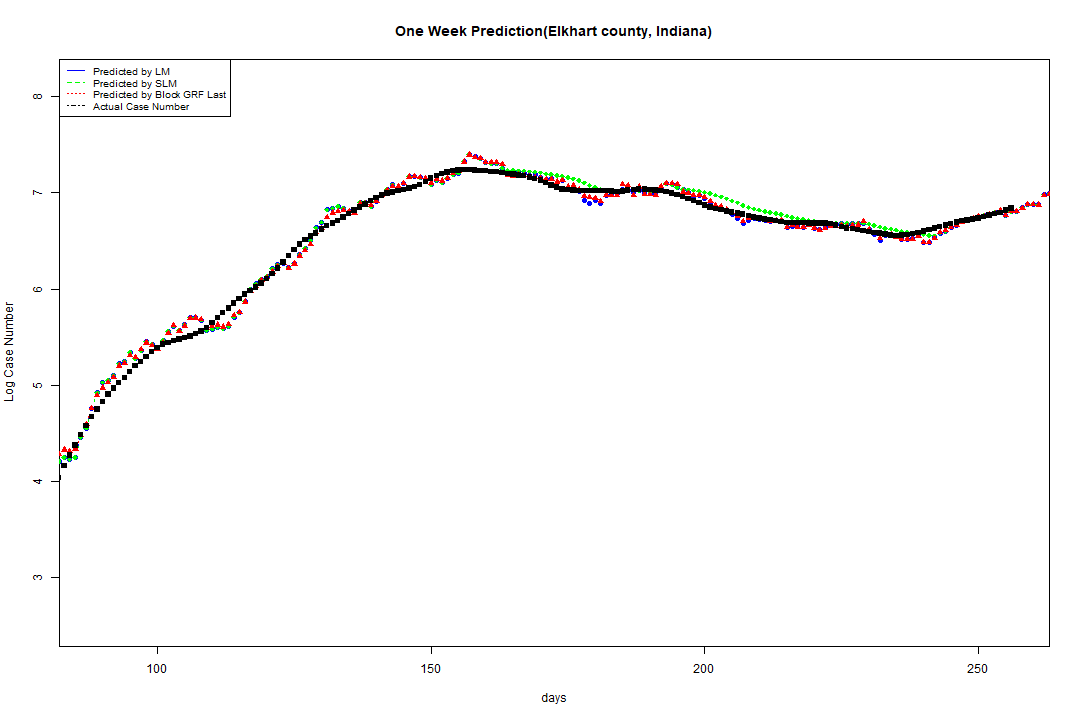 One Week Prediction(Elkhart county, Indiana)
Predicted by LM
Predicted by SLM
Predicted by Block GRF Last
Actual Case Number
8
7
6
5
4
3
Log Case Number
100 150 200 250
days